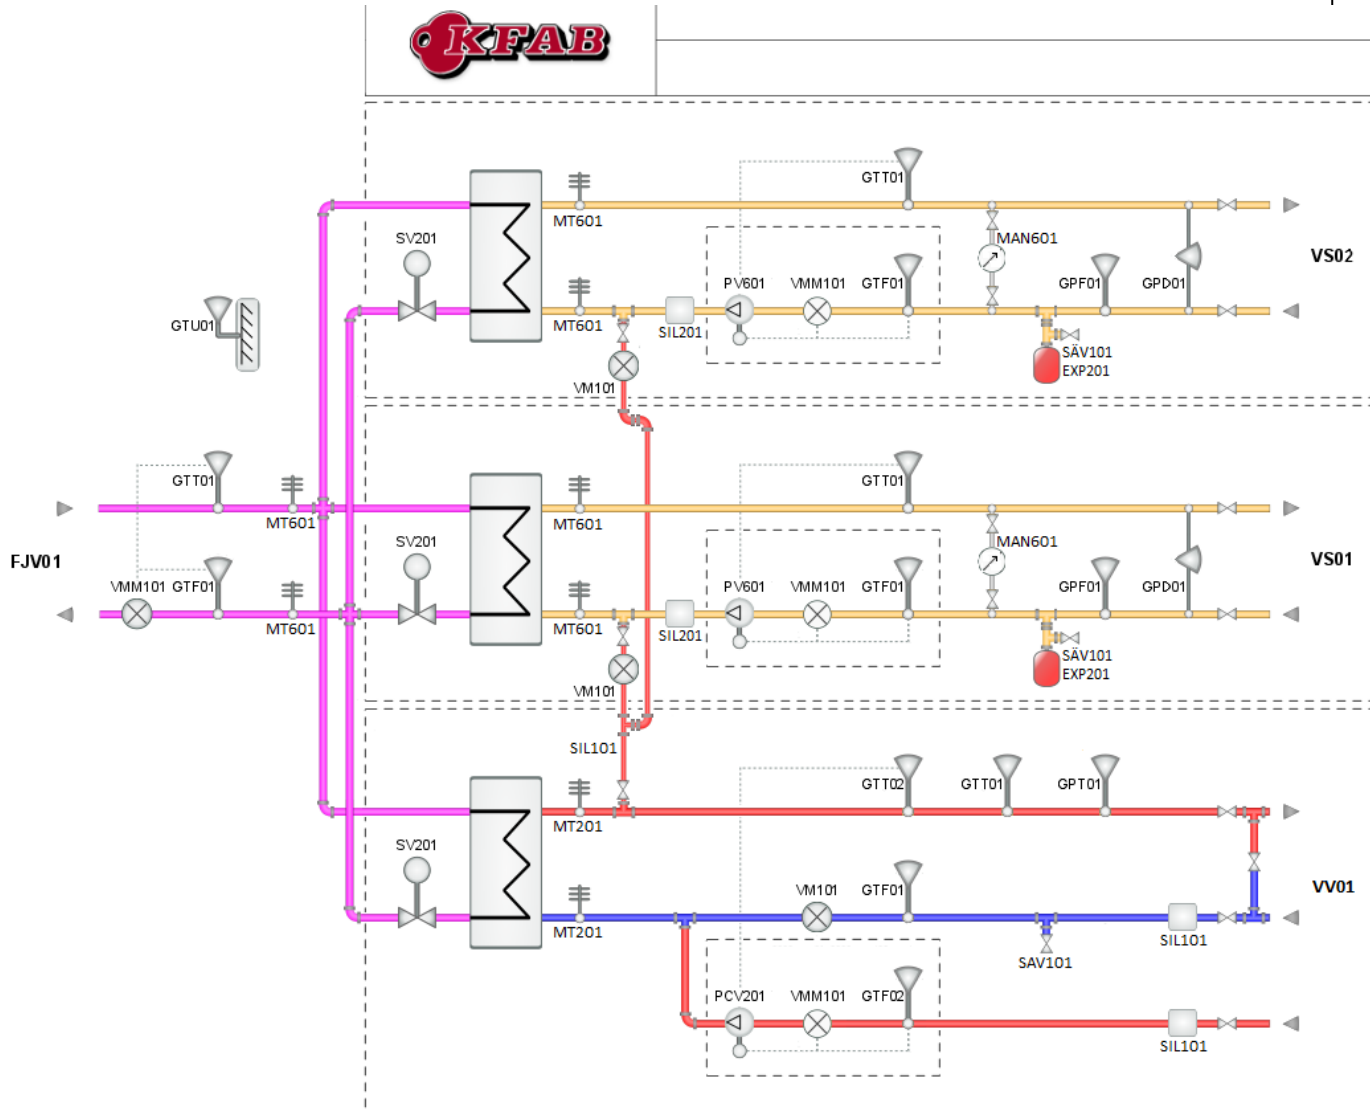 KFAB
GTT01
MT601
SV201
MAN601
VS02
PV601
VMM101
GTF01
GPF01
GPD01
GTU01
MT601
SIL201
SÄV101
EXP201
VM101
GTT01
GTT01
MT601
MT601
SV201
MAN601
FJV01
VS01
VMM101
GTF01
PV601
VMM101
GTF01
GPF01
GPD01
MT601
MT601
SIL201
SÄV101
EXP201
VM101
SIL101
GTT02
GTT01
GPT01
MT201
SV201
VM101
GTF01
VV01
MT201
SIL101
SAV101
PCV201
VMM101
GTF02
SIL101